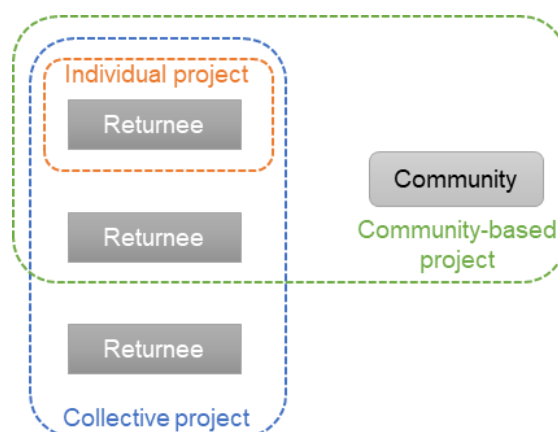 Individual project
Returnee
Community
Returnee
Community-based
project
Returnee
Collective project